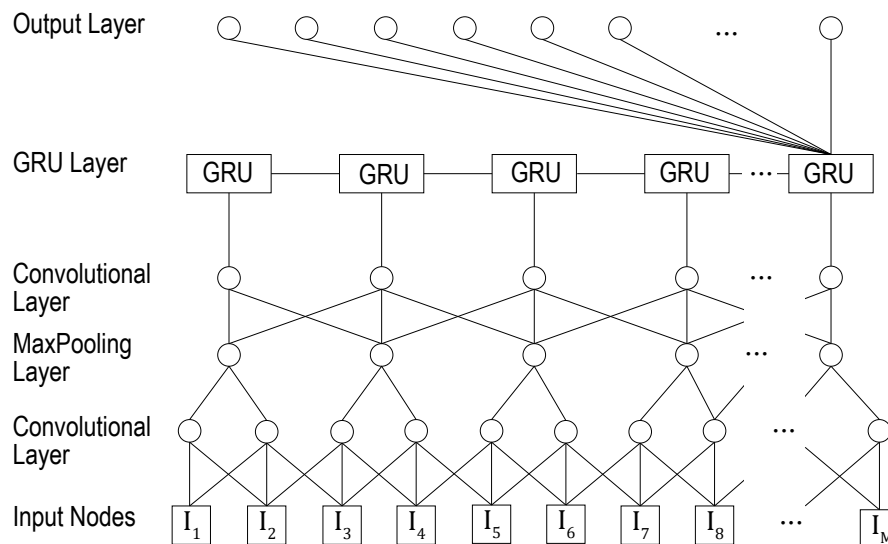 Output Layer
...
GRU Layer
GRU GRU GRU GRU ... GRU
Convolutional
Layer
...
MaxPooling
Layer
...
Convolutional
Layer
...
Input Nodes
I1 I2 I3 I4 I5 I6 I7 I8 ... IM